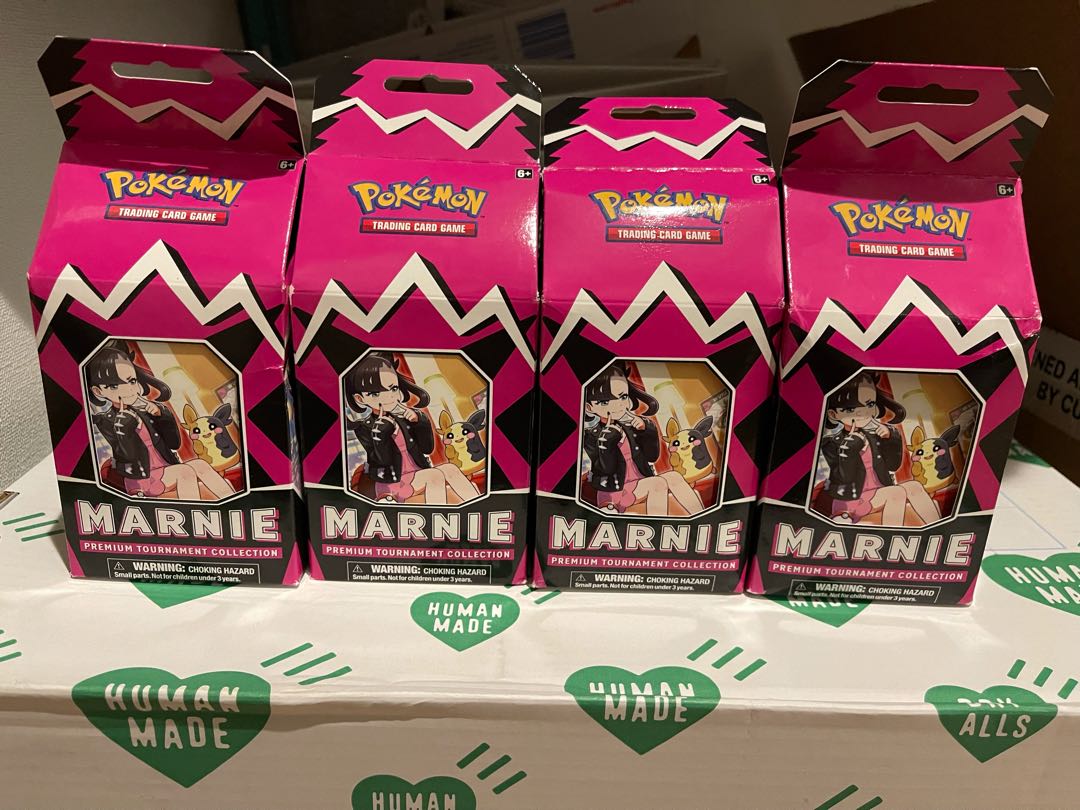 6+
POKéMON
TRADING CARD GAME
MARNIE
PREMIUM TOURNAMENT COLLECTION
WARNING: CHOKING HAZARD
Small parts. Not for children under 3 years.
6+
POKéMON
TRADING CARD GAME
MARNIE
PREMIUM TOURNAMENT COLLECTION
WARNING: CHOKING HAZARD
Small parts. Not for children under 3 years.
6+
POKéMON
TRADING CARD GAME
MARNIE
PREMIUM TOURNAMENT COLLECTION
WARNING: CHOKING HAZARD
Small parts. Not for children under 3 years.
6+
POKéMON
TRADING CARD GAME
MARNIE
PREMIUM TOURNAMENT COLLECTION
WARNING: CHOKING HAZARD
Small parts. Not for children under 3 years.
BY
HUMAN
MADE
MADE
HUMAN
MADE
HUMAN
MADE
HUMAN
MADE
ALLS
HUMAN